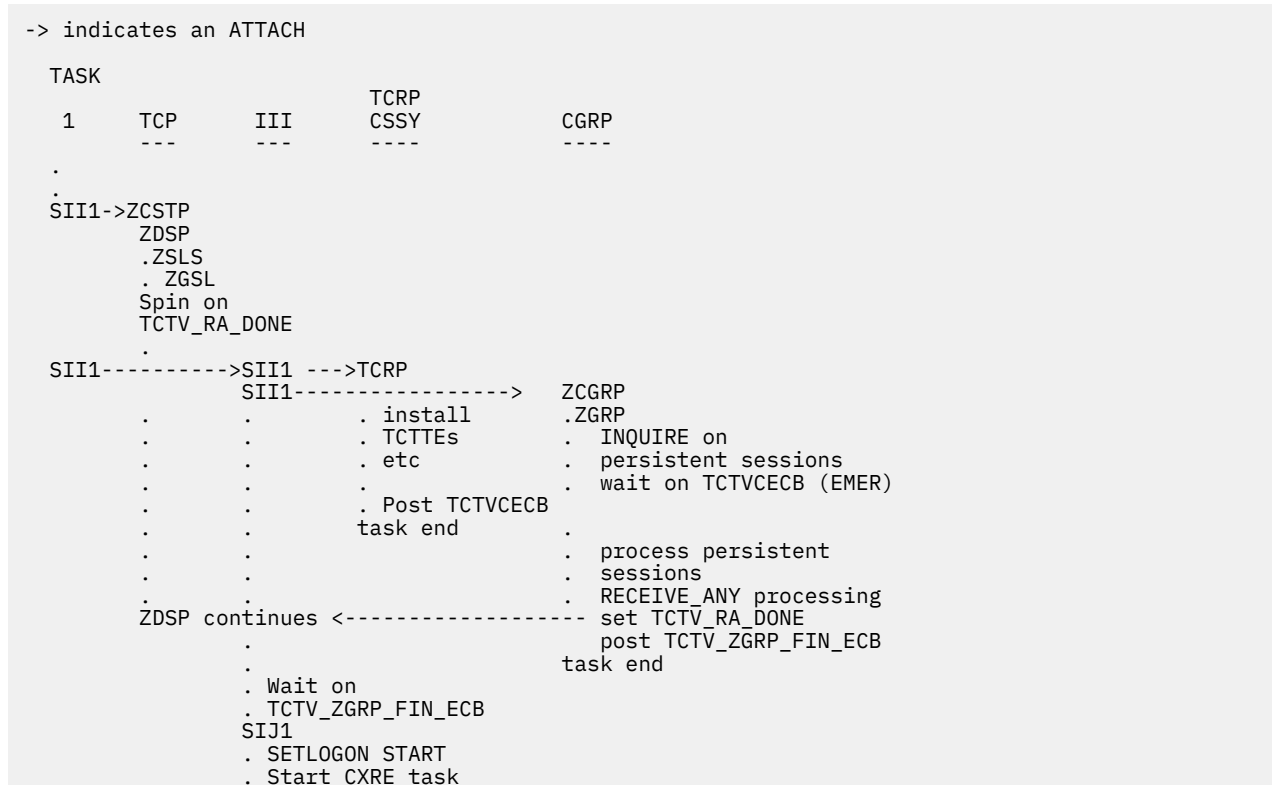 -> indicates an ATTACH
TASK
TCRP
1 TCP III CSSY CGRP
--- --- ---- ----
.
.
SII1->ZCSTP
ZDSP
.ZSLS
. ZGSL
Spin on
TCTV_RA_DONE
.
SII1---------->SII1 --->TCRP
SII1-----------------> ZCGRP
. . . install .ZGRP
. . . TCTTEs . INQUIRE on
. . . etc . persistent sessions
. . . . wait on TCTVCECB (EMER)
. . . Post TCTVCECB
. . task end .
. . . process persistent
. . . sessions
. . . RECEIVE_ANY processing
ZDSP continues <------------------- set TCTV_RA_DONE
. post TCTV_ZGRP_FIN_ECB
. task end
. Wait on
. TCTV_ZGRP_FIN_ECB
SIJ1
. SETLOGON START
. Start CXRE task